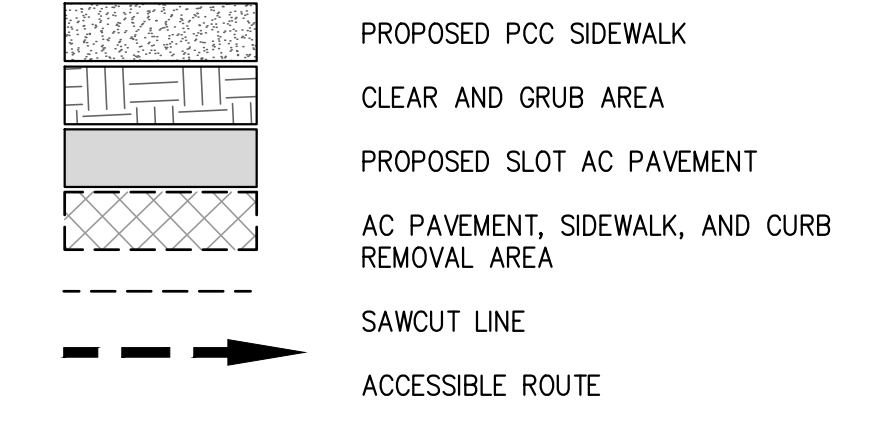 PROPOSED PCC SIDEWALK
CLEAR AND GRUB AREA
PROPOSED SLOT AC PAVEMENT
AC PAVEMENT, SIDEWALK, AND CURB
REMOVAL AREA
SAWCUT LINE
ACCESSIBLE ROUTE